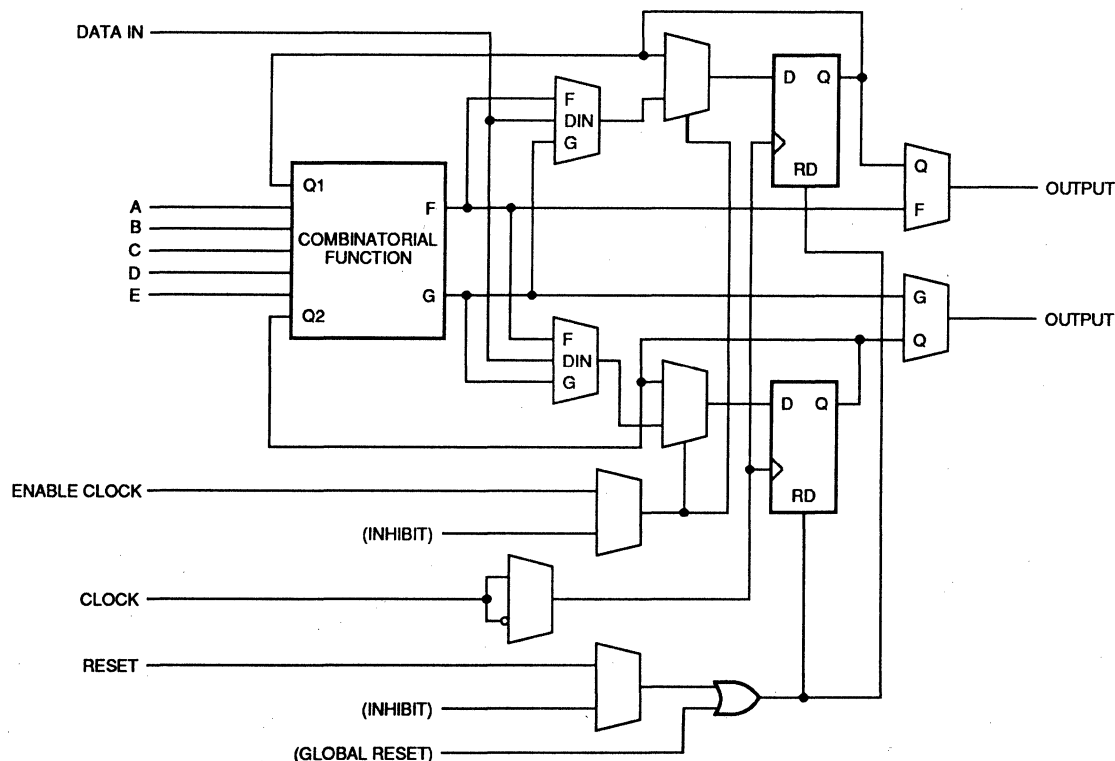 DATA IN
F
DIN
G
D Q
RD
Q
F
OUTPUT
Q1
A
B
C
D
E
COMBINATORIAL
FUNCTION
F
G
Q2
G
Q
OUTPUT
F
DIN
G
D Q
RD
ENABLE CLOCK
(INHIBIT)
CLOCK
RESET
(INHIBIT)
(GLOBAL RESET)